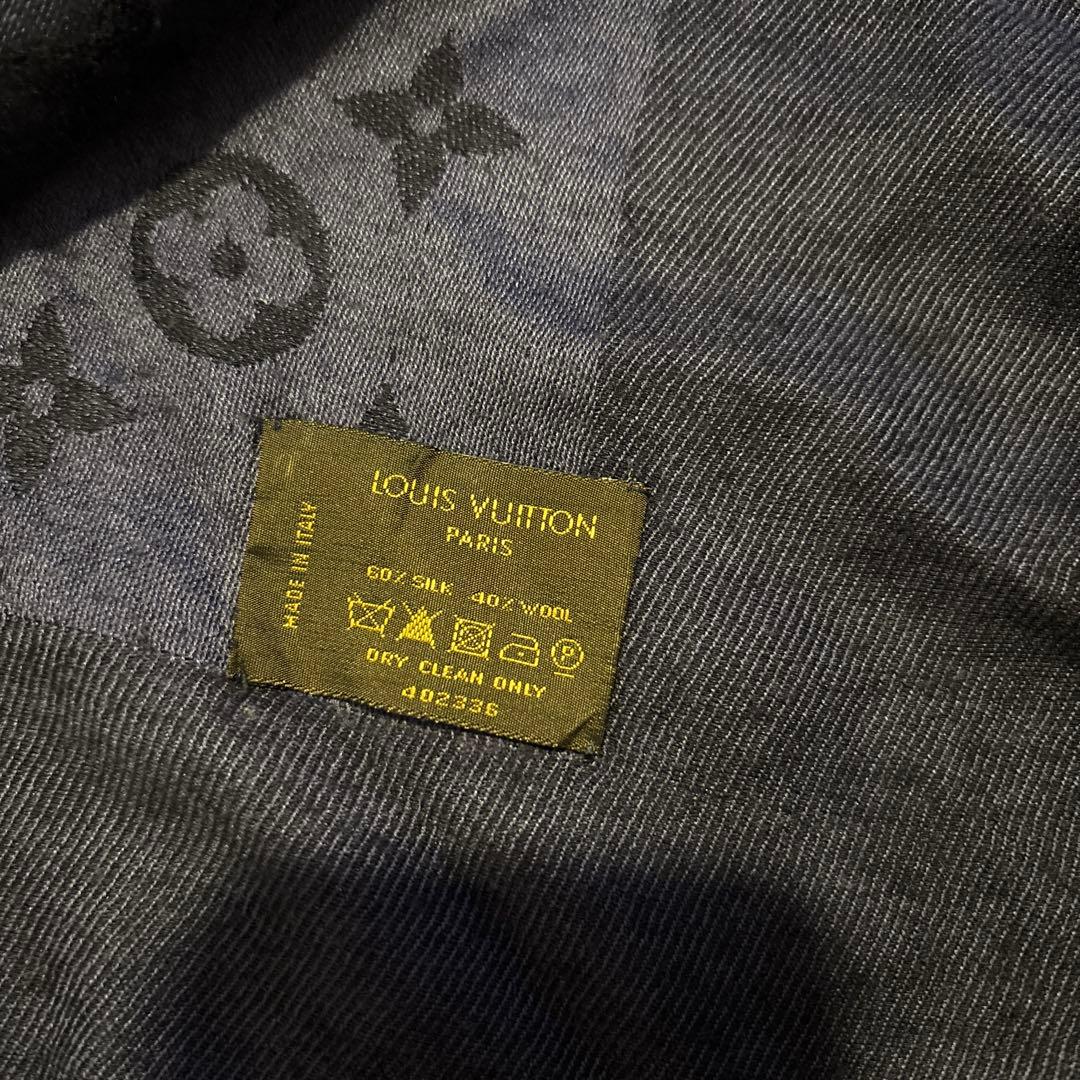 LOUIS VUITTON
PARIS
MADE IN ITALY
60% SILK 40% WOOL
P
DRY CLEAN ONLY
402336